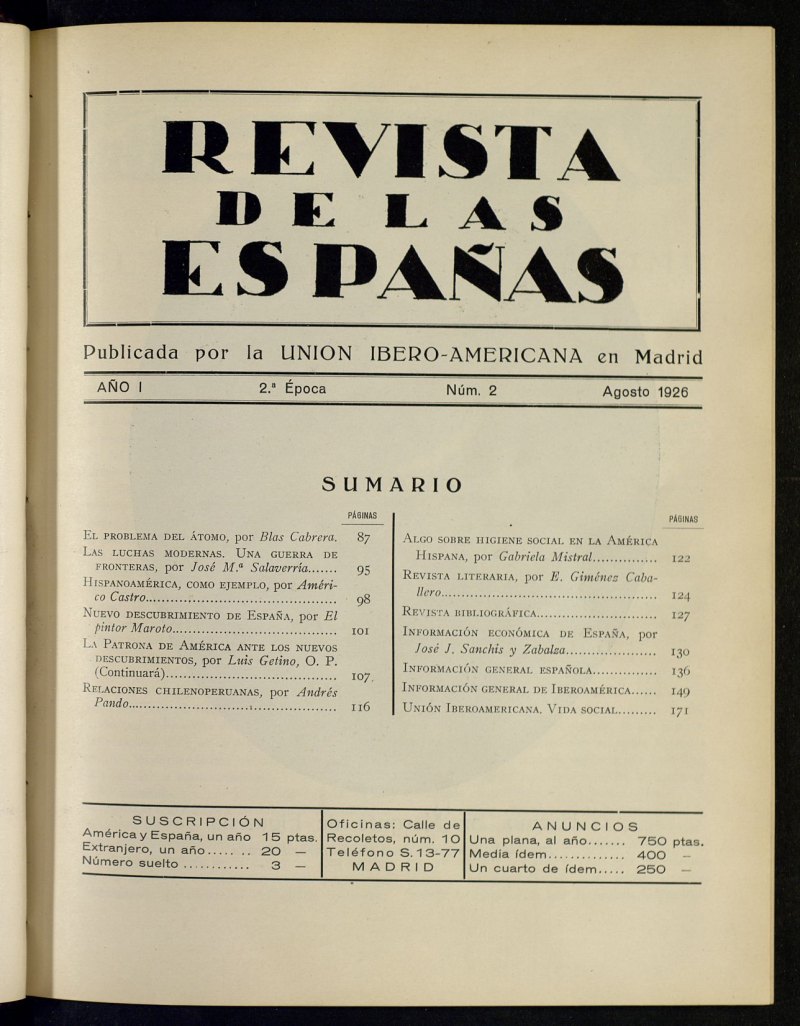 REVISTA
DE LAS
ESPAÑAS
Publicada por la UNION IBERO-AMERICANA en Madrid
AÑO I 2.ª Época Núm. 2 Agosto 1926
SUMARIO
PÁGINAS
El problema del átomo, por Blas Cabrera. 87
Las luchas modernas. Una guerra de
fronteras, por José M.ª Salaverría....... 95
Hispanoamérica, como ejemplo, por Améri-
co Castro........................................ 98
Nuevo descubrimiento de España, por El
pintor Maroto.................................. 101
La Patrona de América ante los nuevos
descubrimientos, por Luis Getino, O. P.
(Continuará).................................... 107
Relaciones chilenoperuanas, por Andrés
Pando............................................ 116
PÁGINAS
Algo sobre higiene social en la América
Hispana, por Gabriela Mistral............... 122
Revista literaria, por E. Giménez Caba-
llero.............................................. 124
Revista bibliográfica......................... 127
Información económica de España, por
José J. Sanchis y Zabalza.................... 130
Información general española............... 136
Información general de Iberoamérica...... 149
Unión Iberoamericana. Vida social......... 171
SUSCRIPCIÓN
América y España, un año 15 ptas.
Extranjero, un año....... .. 20 —
Número suelto ............ 3 —
Oficinas: Calle de
Recoletos, núm. 10
Teléfono S. 13-77
MADRID
ANUNCIOS
Una plana, al año....... 750 ptas.
Media ídem.............. 400 —
Un cuarto de ídem..... 250 —